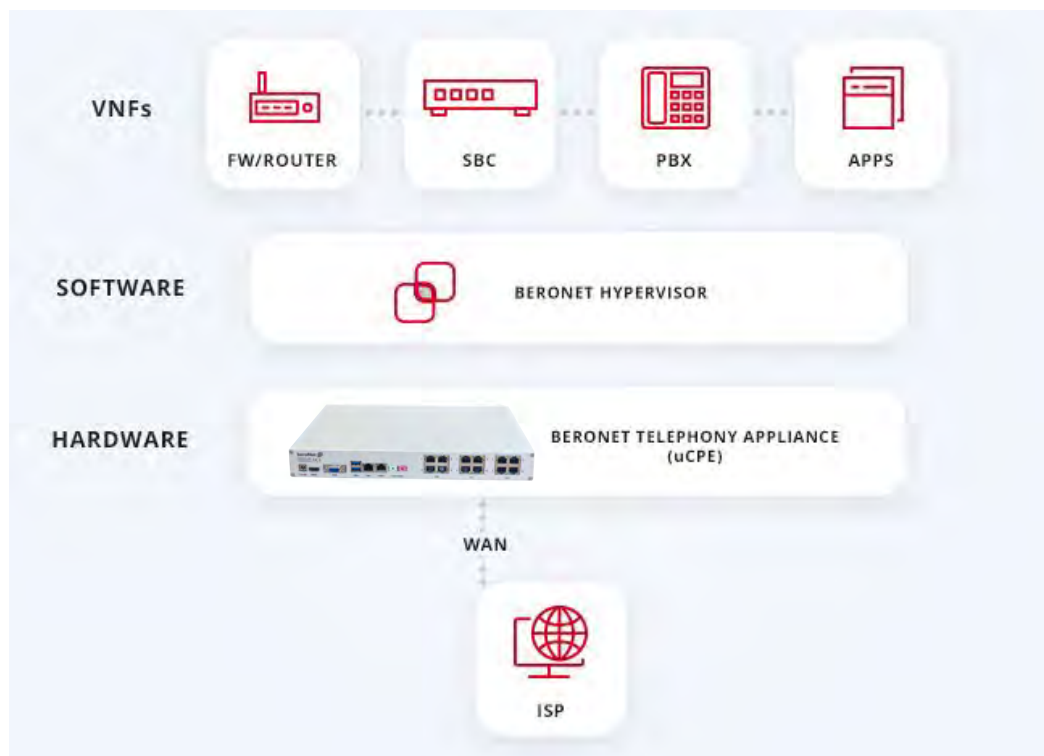 VNFs
FW/ROUTER
SBC
PBX
APPS
SOFTWARE
BERONET HYPERVISOR
HARDWARE
BERONET TELEPHONY APPLIANCE
(uCPE)
WAN
ISP